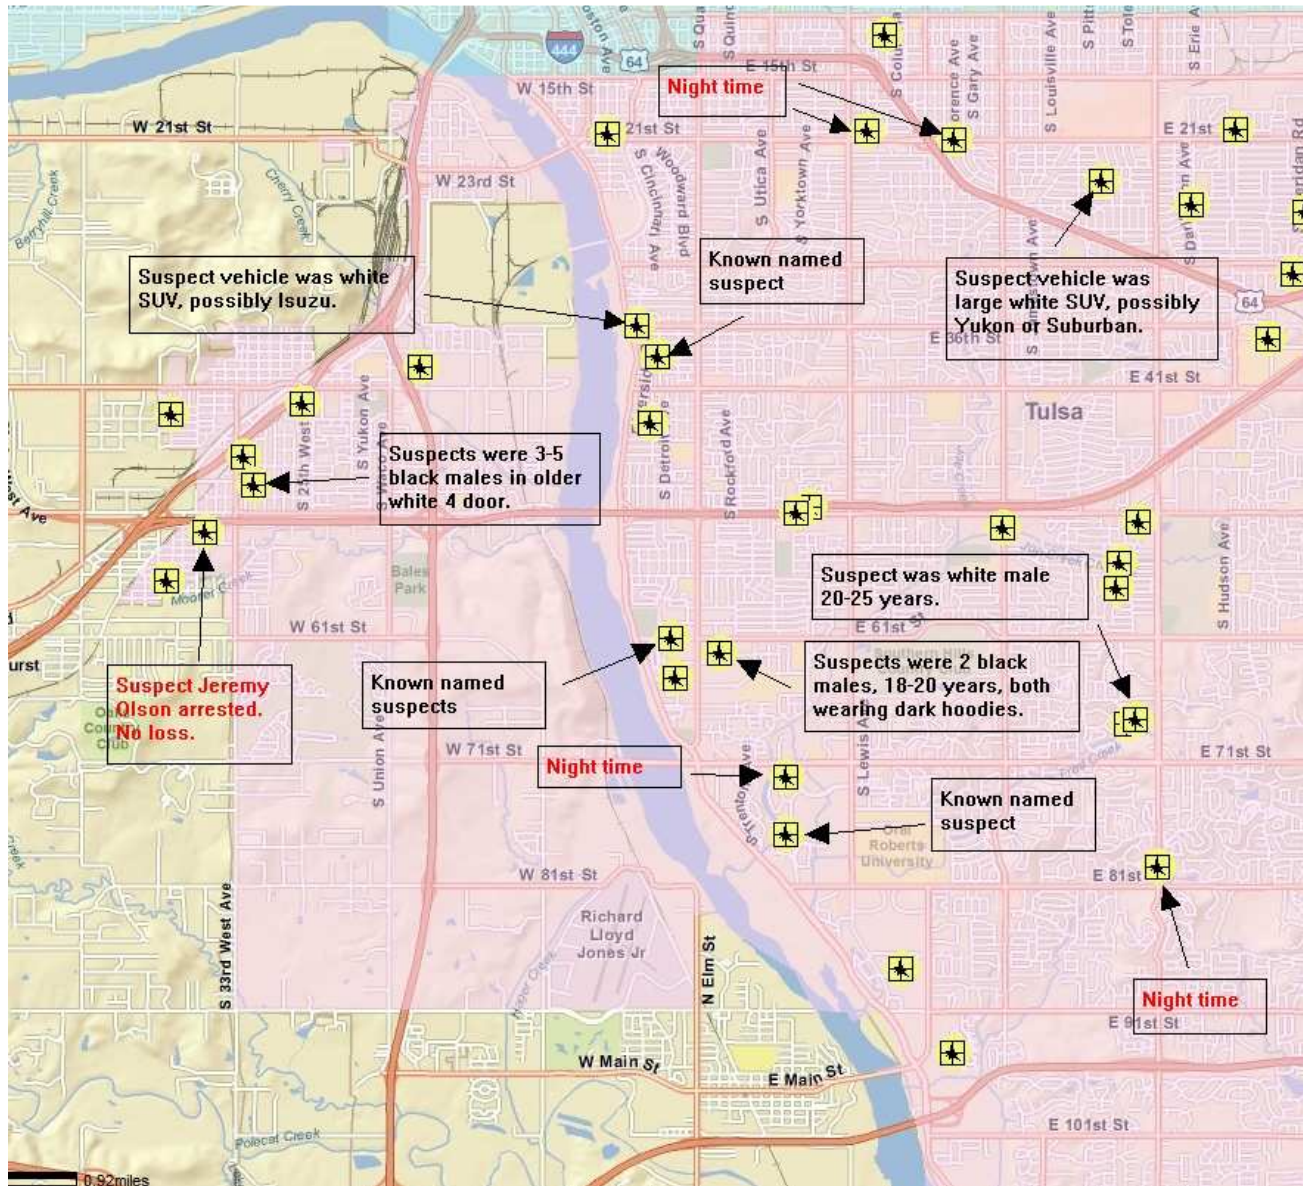 444
64
E 15th St
W 15th St
Night time
W 21st St
21st St
E 21st
S Louisville Ave
S Gary Ave
S Erie A
Berryhill Creek
Cherry Creek
W 23rd St
S Cincinnati Ave
Woodward Blvd
S Utica Ave
S Yorktown Ave
Suspect vehicle was white
SUV, possibly Isuzu.
Known named
suspect
Suspect vehicle was
large white SUV, possibly
Yukon or Suburban.
64
E 36th St
E 41st St
Tulsa
S Yukon Ave
S 25th West
S Waco Ave
S Rockford Ave
Suspects were 3-5
black males in older
white 4 door.
Bales
Park
Mooser Creek
S Hudson Ave
Suspect was white male
20-25 years.
W 61st St
E 61st St
Southern Hills
Suspect Jeremy
Olson arrested.
No loss.
Known named
suspects
Suspects were 2 black
males, 18-20 years, both
wearing dark hoodies.
Club
S Union Ave
W 71st St
E 71st St
Night time
S Trenton Ave
S Lewis Ave
Known named
suspect
Oral
Roberts
University
W 81st St
E 81st
Richard
Lloyd
Jones Jr
S 33rd West Ave
Hager Creek
N Elm St
Night time
E 91st St
W Main St
E Main St
Polecat Creek
E 101st St
0.92miles